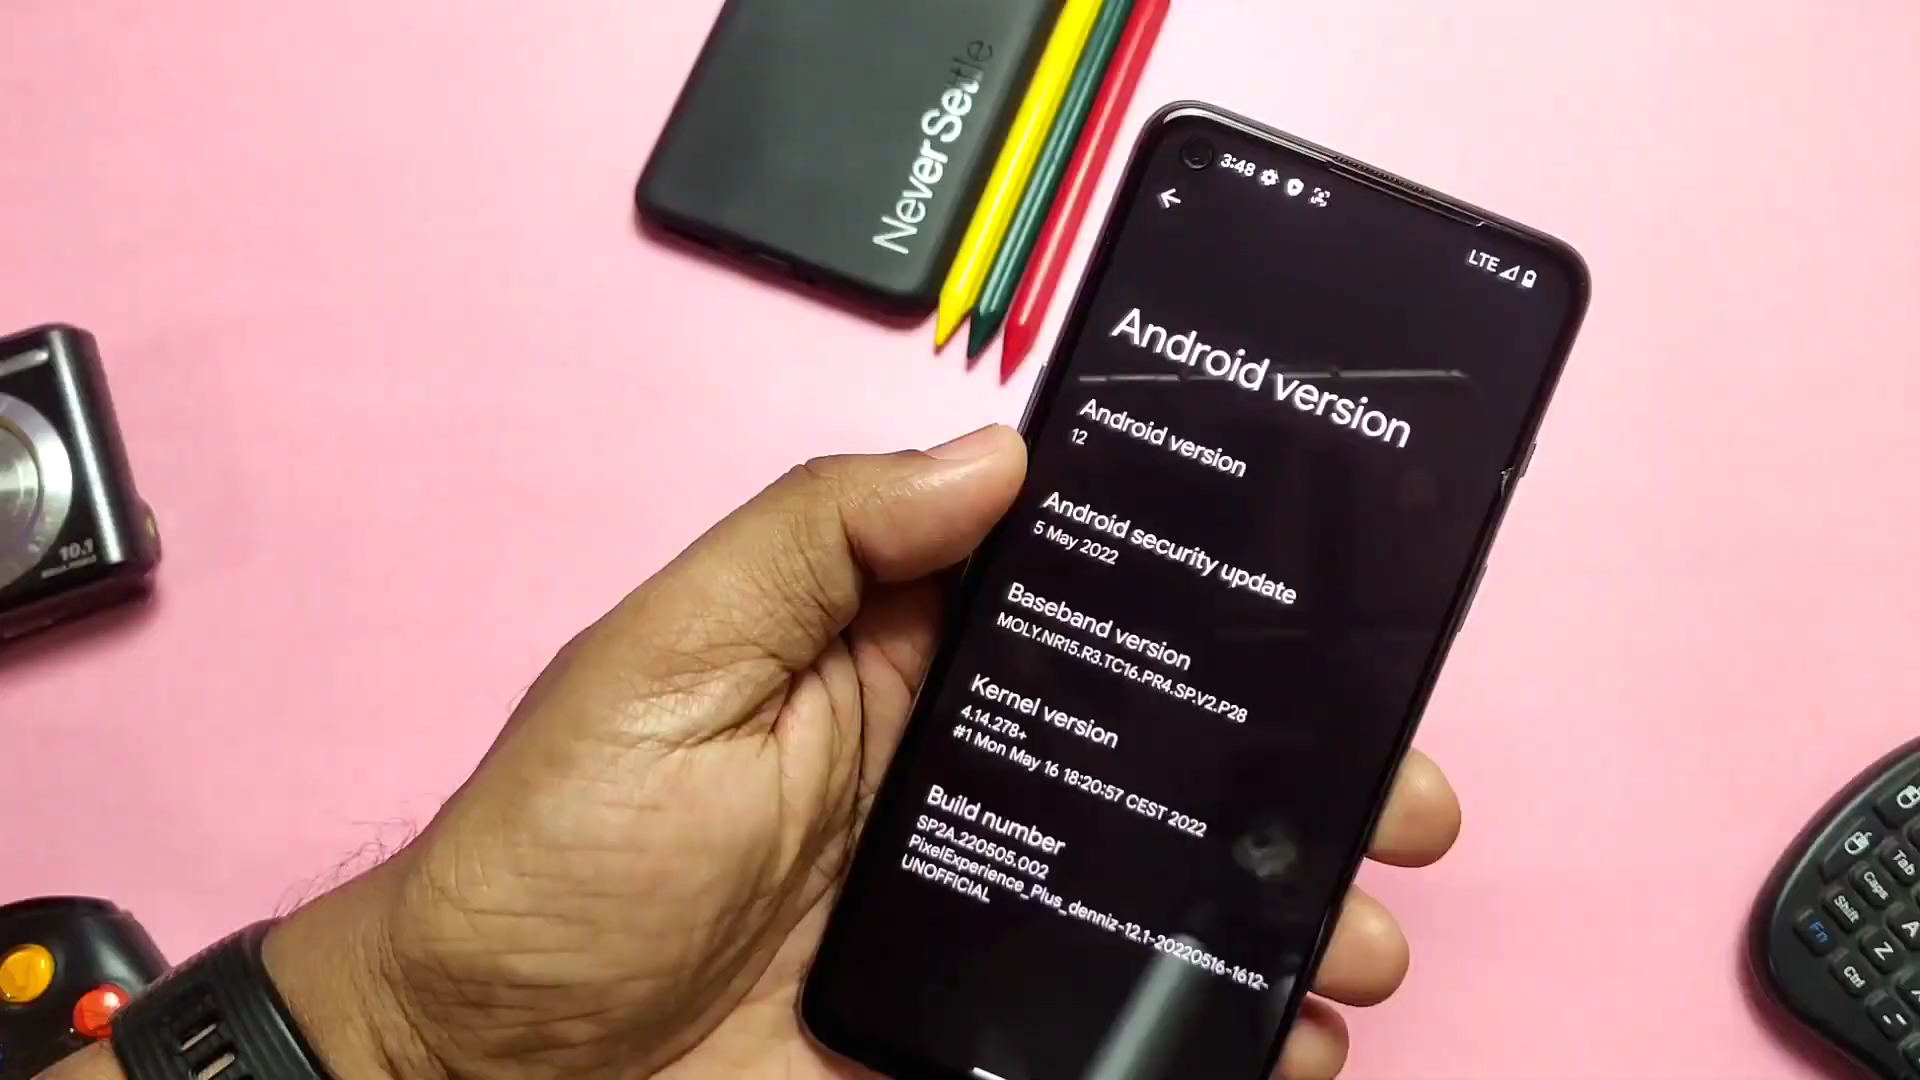 Never Settle
3:48
LTE
Android version
Android version
12
Android security update
5 May 2022
Baseband version
MOLY.NR15.R3.TC16.PR4.SP.V2.P28
Kernel version
4.14.278+
#1 Mon May 16 18:20:57 CEST 2022
Build number
SP2A.220505.002
PixelExperience_Plus_denniz-12.1-20220516-1612-
UNOFFICIAL
10.1
Tab
Caps
A
Shift
Z
Fn
Ctrl